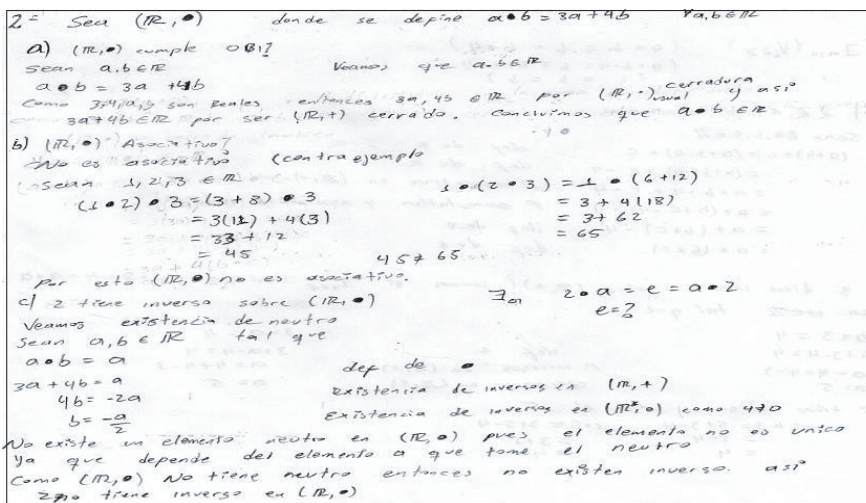 2= Sea (ℝ, •) donde se define a•b = 3a+4b ∀a,b∈ℝ
a) (ℝ,•) cumple OBI?
Sean a,b∈ℝ Veamos que a•b∈ℝ
a•b = 3a +4b
Como 3,4,a,b son Reales, entonces 3a, 4b ∈ℝ por (ℝ,·) usual cerradura y así
3a+4b∈ℝ por ser (ℝ,+) cerrado. Concluimos que a•b∈ℝ
b) (ℝ,•) Asociativo?
No es asociativo (contraejemplo
Sean 1,2,3 ∈ℝ
(1•2)•3 = (3+8)•3 1•(2•3) = 1•(6+12)
= 3(11) + 4(3) = 3 + 4(18)
= 33 + 12 = 3+ 62
= 45 = 65
45≠65
por esto (ℝ,•) no es asociativo.
c) 2 tiene inverso sobre (ℝ,•) 2•a = e = a•2
Veamos existencia de neutro e=?
Sean a,b∈ℝ tal que
a•b = a
3a+4b = a def de •
4b = -2a Existencia de inversos en (ℝ,+)
b = -a/2 existencia de inversos en (ℝ*,•) como 4≠0
No existe un elemento neutro en (ℝ,•) pues el elemento no es unico
Ya que depende del elemento a que tome el neutro
Como (ℝ,•) No tiene neutro entonces no existen inverso. así
2 no tiene inverso en (ℝ,•)